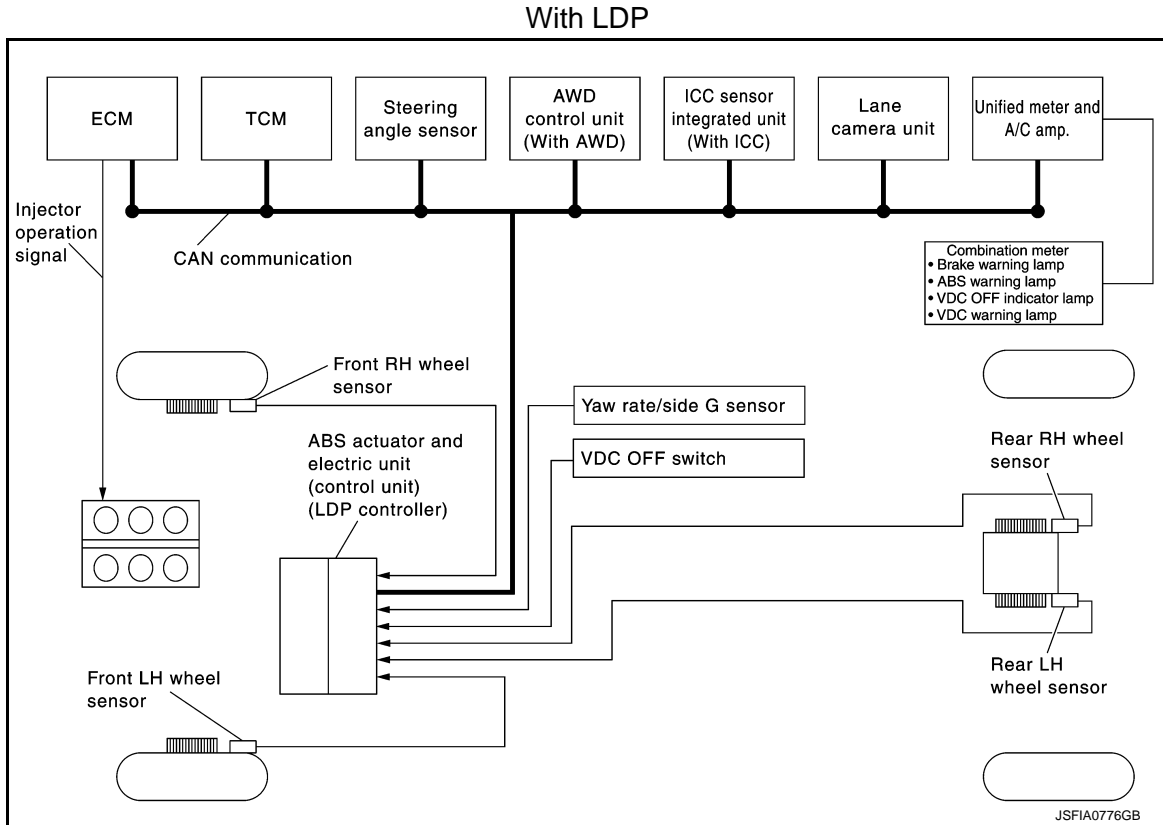 With LDP
ECM
TCM
Steering
angle sensor
AWD
control unit
(With AWD)
ICC sensor
integrated unit
(With ICC)
Lane
camera unit
Unified meter and
A/C amp.
Injector
operation
signal
CAN communication
Combination meter
• Brake warning lamp
• ABS warning lamp
• VDC OFF indicator lamp
• VDC warning lamp
Front RH wheel
sensor
Yaw rate/side G sensor
VDC OFF switch
ABS actuator and
electric unit
(control unit)
(LDP controller)
Rear RH wheel
sensor
Front LH wheel
sensor
Rear LH
wheel sensor
JSFIA0776GB